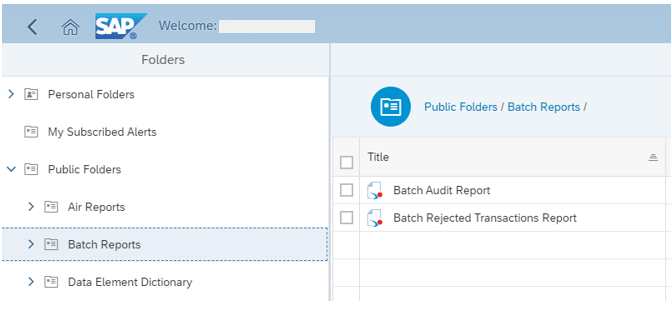 SAP ® Welcome:
Folders
Personal Folders
My Subscribed Alerts
Public Folders
Air Reports
Batch Reports
Data Element Dictionary
Public Folders / Batch Reports /
Title
Batch Audit Report
Batch Rejected Transactions Report